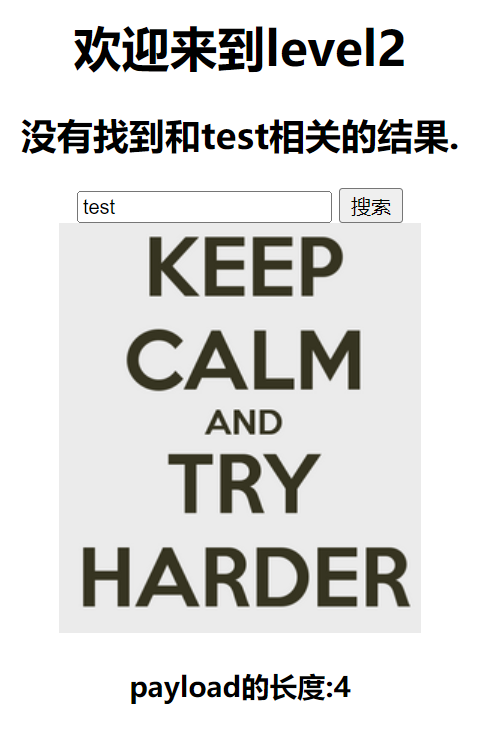 欢迎来到level2
没有找到和test相关的结果.
test 搜索
KEEP
CALM
AND
TRY
HARDER
payload的长度:4